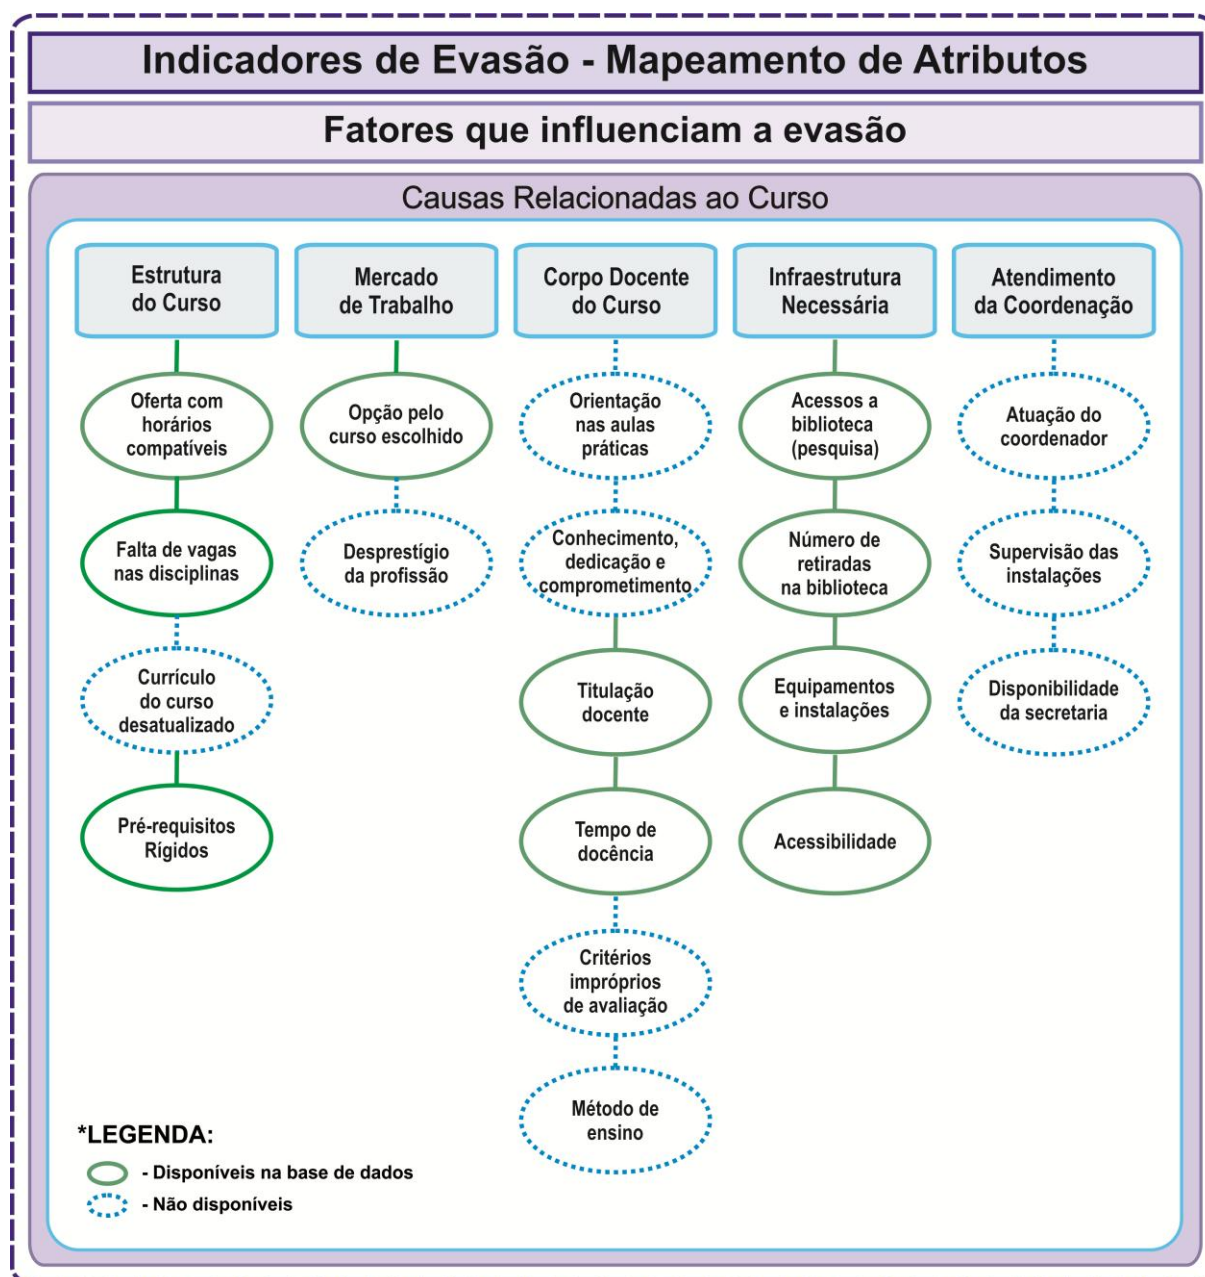 Indicadores de Evasão - Mapeamento de Atributos
Fatores que influenciam a evasão
Causas Relacionadas ao Curso
Estrutura
do Curso
Oferta com
horários
compatíveis
Falta de vagas
nas disciplinas
Currículo
do curso
desatualizado
Pré-requisitos
Rígidos
Mercado
de Trabalho
Opção pelo
curso escolhido
Desprestígio
da profissão
Corpo Docente
do Curso
Orientação
nas aulas
práticas
Conhecimento,
dedicação e
comprometimento
Titulação
docente
Tempo de
docência
Critérios
impróprios
de avaliação
Método de
ensino
Infraestrutura
Necessária
Acessos a
biblioteca
(pesquisa)
Número de
retiradas
na biblioteca
Equipamentos
e instalações
Acessibilidade
Atendimento
da Coordenação
Atuação do
coordenador
Supervisão das
instalações
Disponibilidade
da secretaria
*LEGENDA:
- Disponíveis na base de dados
- Não disponíveis